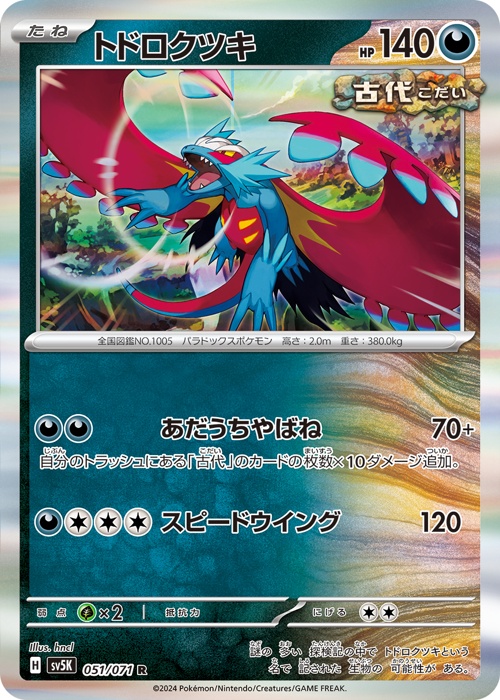 たね
トドロクツキ
HP 140
古代 こだい
全国図鑑NO.1005 パラドックスポケモン 高さ:2.0m 重さ:380.0kg
あだうちやばね 70+
自分のトラッシュにある「古代」のカードの枚数×10ダメージ追加。
スピードウイング 120
弱点 ×2 抵抗力 にげる
Illus. hncl
H sv5K 051/071 R
謎の多い探検記の中でトドロクツキという
名で記された生物の可能性がある。
©2024 Pokémon/Nintendo/Creatures/GAME FREAK.